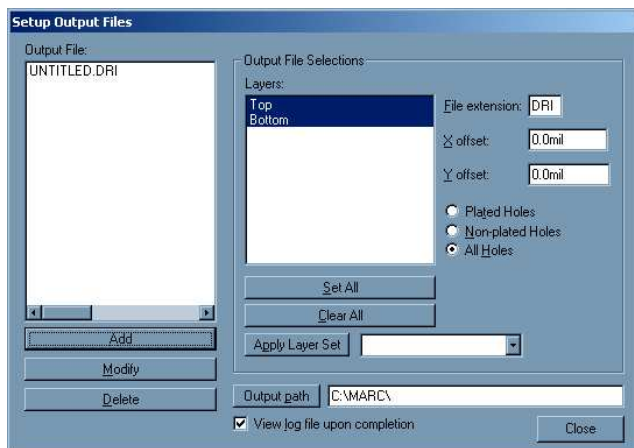 Setup Output Files
Output File:
UNTITLED.DRI
Add
Modify
Delete
Output File Selections
Layers:
Top
Bottom
File extension: DRI
X offset: 0.0mil
Y offset: 0.0mil
Plated Holes
Non-plated Holes
All Holes
Set All
Clear All
Apply Layer Set
Output path C:\MARC\
View log file upon completion
Close